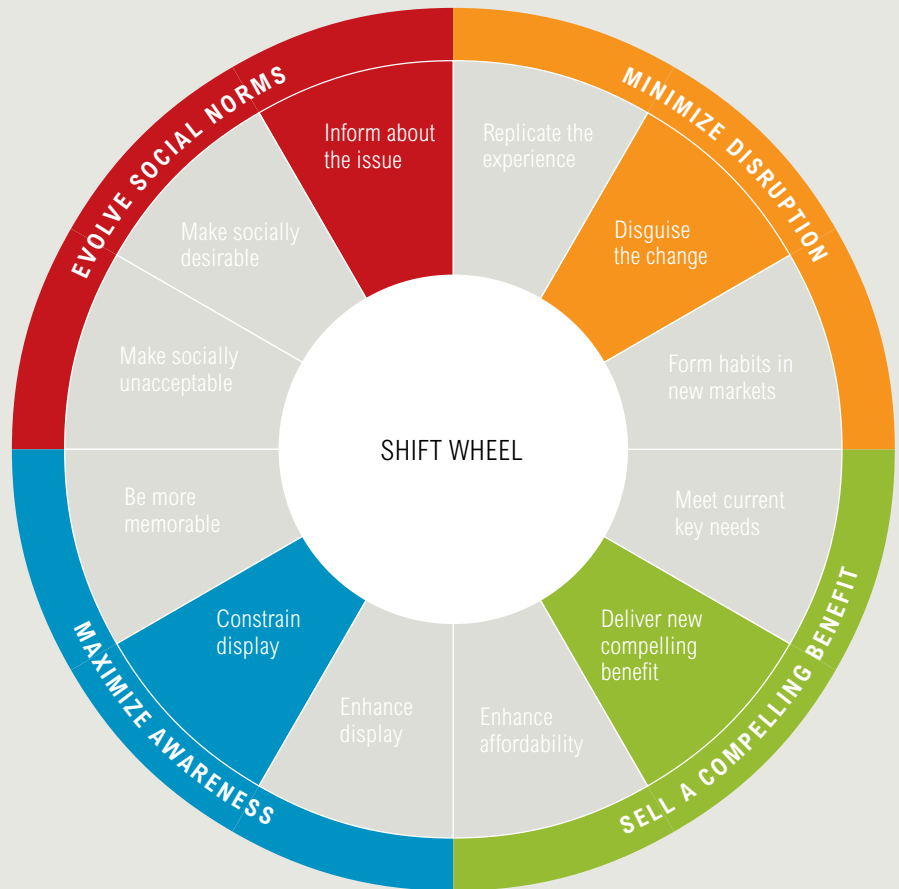 EVOLVE SOCIAL NORMS
MINIMIZE DISRUPTION
Inform about
the issue
Replicate the
experience
Make socially
desirable
Disguise
the change
Make socially
unacceptable
Form habits in
new markets
SHIFT WHEEL
Be more
memorable
Meet current
key needs
Constrain
display
Deliver new
compelling
benefit
Enhance
display
Enhance
affordability
MAXIMIZE AWARENESS
SELL A COMPELLING BENEFIT